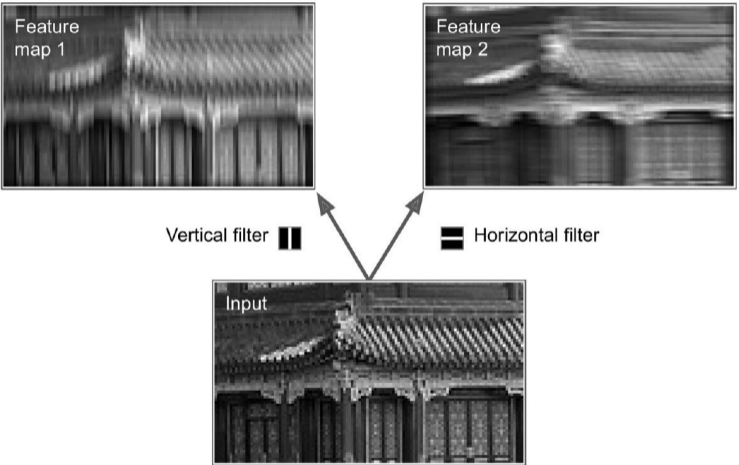 Feature
map 1
Feature
map 2
Vertical filter
Horizontal filter
Input